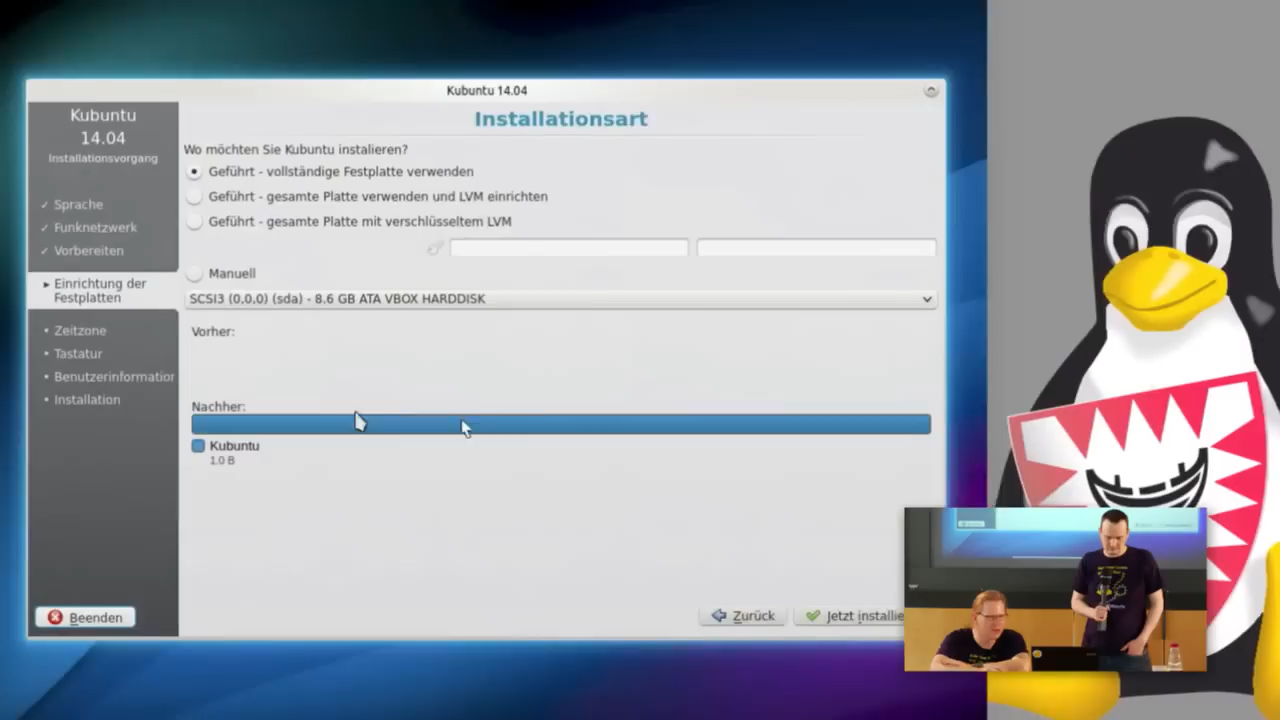 Kubuntu 14.04
Kubuntu
14.04
Installationsvorgang
✓ Sprache
✓ Funknetzwerk
✓ Vorbereiten
▸ Einrichtung der
Festplatten
• Zeitzone
• Tastatur
• Benutzerinformation
• Installation
Beenden
Installationsart
Wo möchten Sie Kubuntu instalieren?
Geführt - vollständige Festplatte verwenden
Geführt - gesamte Platte verwenden und LVM einrichten
Geführt - gesamte Platte mit verschlüsseltem LVM
Manuell
SCSI3 (0,0,0) (sda) - 8.6 GB ATA VBOX HARDDISK
Vorher:
Nachher:
Kubuntu
1.0 B
Zurück
Jetzt installie